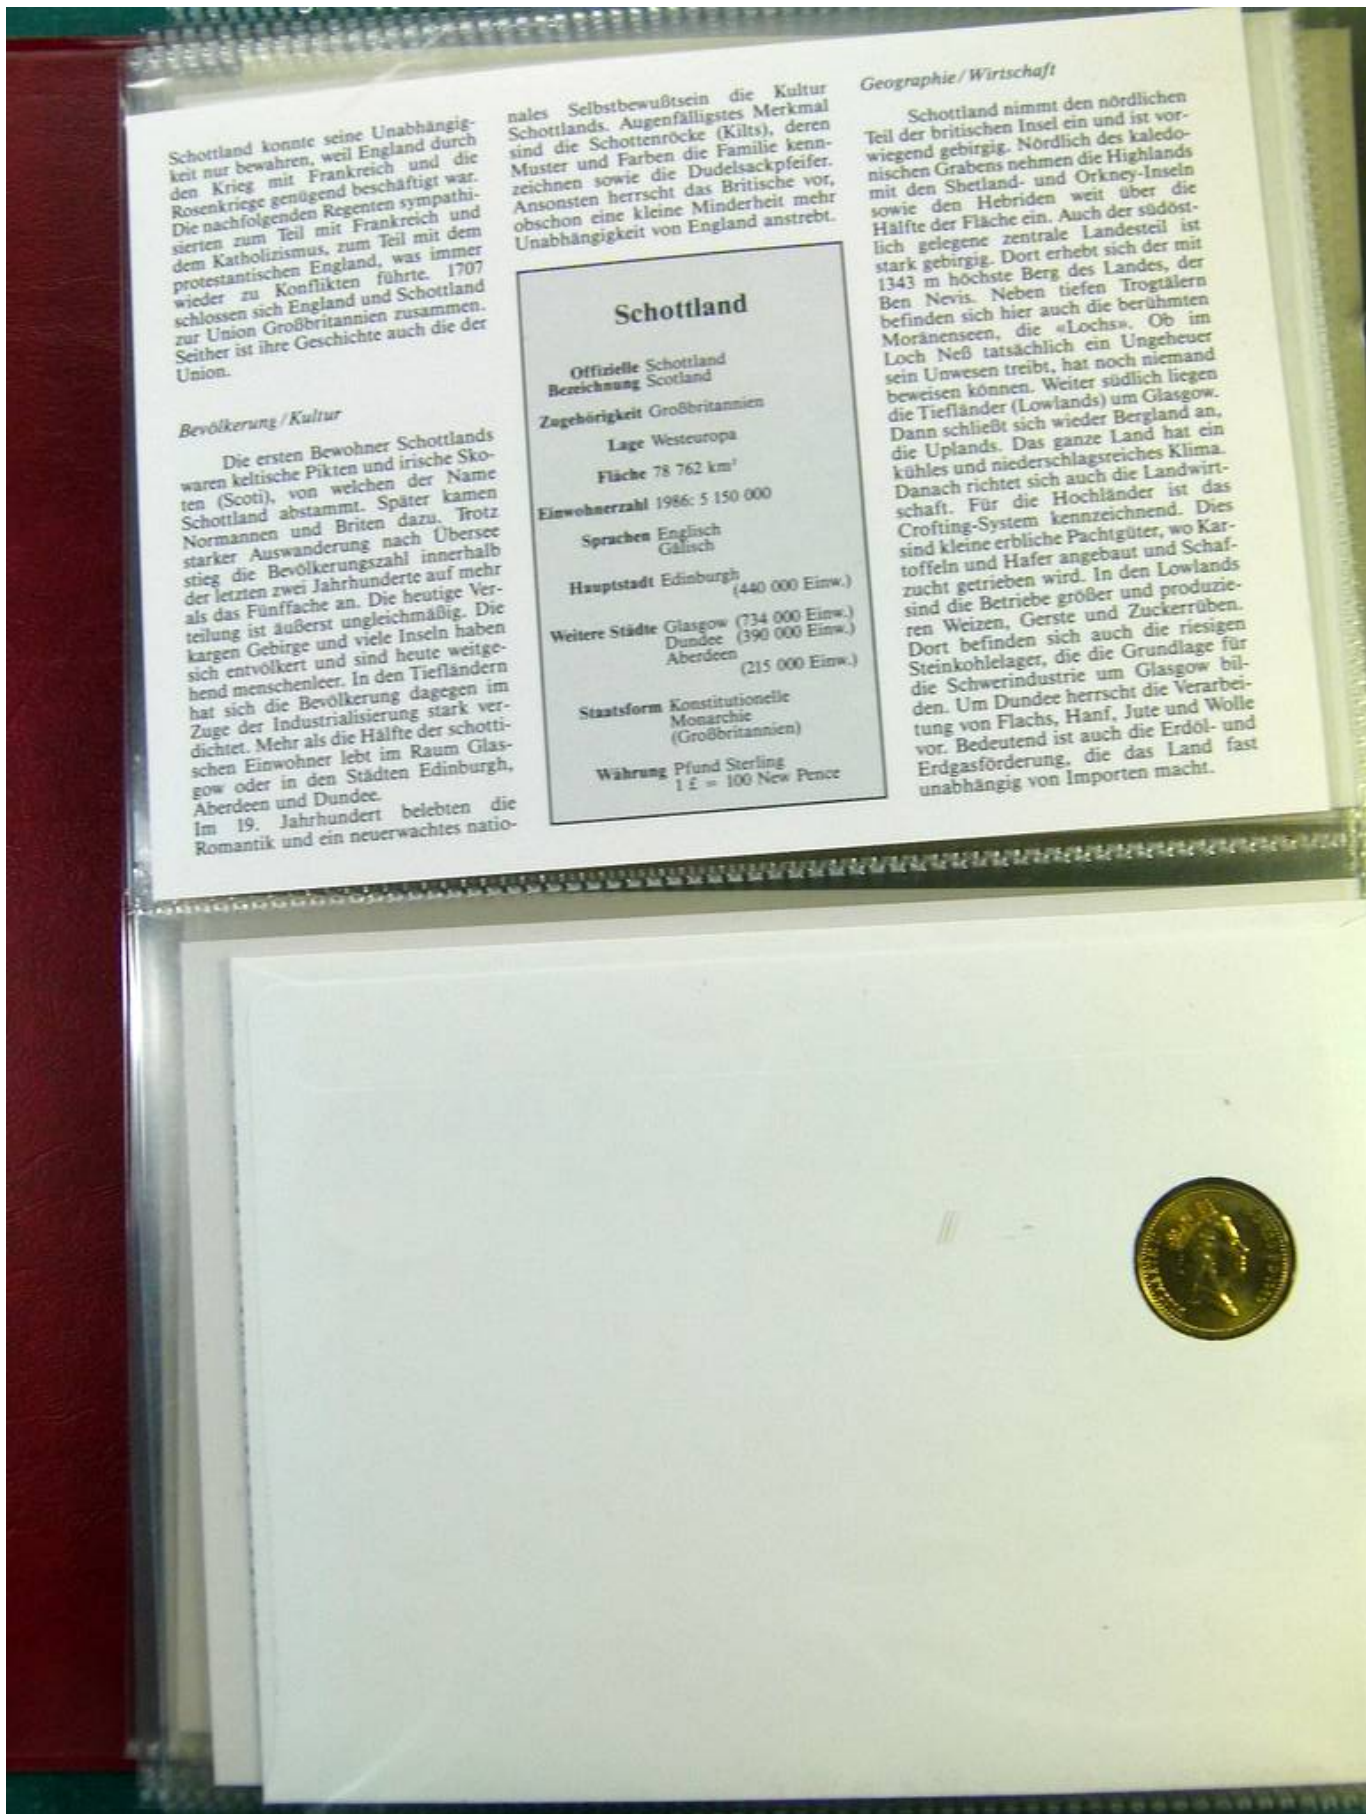 Schottland konnte seine Unabhängig-
keit nur bewahren, weil England durch
den Krieg mit Frankreich und die
Rosenkriege genügend beschäftigt war.
Die nachfolgenden Regenten sympathi-
sierten zum Teil mit Frankreich und
dem Katholizismus, zum Teil mit dem
protestantischen England, was immer
wieder zu Konflikten führte. 1707
schlossen sich England und Schottland
zur Union Großbritannien zusammen.
Seither ist ihre Geschichte auch die der
Union.
Bevölkerung/Kultur
Die ersten Bewohner Schottlands
waren keltische Pikten und irische Sko-
ten (Scoti), von welchen der Name
Schottland abstammt. Später kamen
Normannen und Briten dazu. Trotz
starker Auswanderung nach Übersee
stieg die Bevölkerungszahl innerhalb
der letzten zwei Jahrhunderte auf mehr
als das Fünffache an. Die heutige Ver-
teilung ist äußerst ungleichmäßig. Die
kargen Gebirge und viele Inseln haben
sich entvölkert und sind heute weitge-
hend menschenleer. In den Tiefländern
hat sich die Bevölkerung dagegen im
Zuge der Industrialisierung stark ver-
dichtet. Mehr als die Hälfte der schotti-
schen Einwohner lebt im Raum Glas-
gow oder in den Städten Edinburgh,
Aberdeen und Dundee.
Im 19. Jahrhundert belebten die
Romantik und ein neuerwachtes natio-
nales Selbstbewußtsein die Kultur
Schottlands. Augenfälligstes Merkmal
sind die Schottenröcke (Kilts), deren
Muster und Farben die Familie kenn-
zeichnen sowie die Dudelsackpfeifer.
Ansonsten herrscht das Britische vor,
obschon eine kleine Minderheit mehr
Unabhängigkeit von England anstrebt.
Schottland
Offizielle Schottland
Bezeichnung Scotland
Zugehörigkeit Großbritannien
Lage Westeuropa
Fläche 78 762 km²
Einwohnerzahl 1986: 5 150 000
Sprachen Englisch
Gälisch
Hauptstadt Edinburgh
(440 000 Einw.)
Weitere Städte Glasgow (734 000 Einw.)
Dundee (390 000 Einw.)
Aberdeen
(215 000 Einw.)
Staatsform Konstitutionelle
Monarchie
(Großbritannien)
Währung Pfund Sterling
1 £ = 100 New Pence
Geographie/Wirtschaft
Schottland nimmt den nördlichen
Teil der britischen Insel ein und ist vor-
wiegend gebirgig. Nördlich des kaledo-
nischen Grabens nehmen die Highlands
mit den Shetland- und Orkney-Inseln
sowie den Hebriden weit über die
Hälfte der Fläche ein. Auch der südöst-
lich gelegene zentrale Landesteil ist
stark gebirgig. Dort erhebt sich der mit
1343 m höchste Berg des Landes, der
Ben Nevis. Neben tiefen Trogtälern
befinden sich hier auch die berühmten
Moränenseen, die «Lochs». Ob im
Loch Neß tatsächlich ein Ungeheuer
sein Unwesen treibt, hat noch niemand
beweisen können. Weiter südlich liegen
die Tiefländer (Lowlands) um Glasgow.
Dann schließt sich wieder Bergland an,
die Uplands. Das ganze Land hat ein
kühles und niederschlagsreiches Klima.
Danach richtet sich auch die Landwirt-
schaft. Für die Hochländer ist das
Crofting-System kennzeichnend. Dies
sind kleine erbliche Pachtgüter, wo Kar-
toffeln und Hafer angebaut und Schaf-
zucht getrieben wird. In den Lowlands
sind die Betriebe größer und produzie-
ren Weizen, Gerste und Zuckerrüben.
Dort befinden sich auch die riesigen
Steinkohlelager, die die Grundlage für
die Schwerindustrie um Glasgow bil-
den. Um Dundee herrscht die Verarbei-
tung von Flachs, Hanf, Jute und Wolle
vor. Bedeutend ist auch die Erdöl- und
Erdgasförderung, die das Land fast
unabhängig von Importen macht.